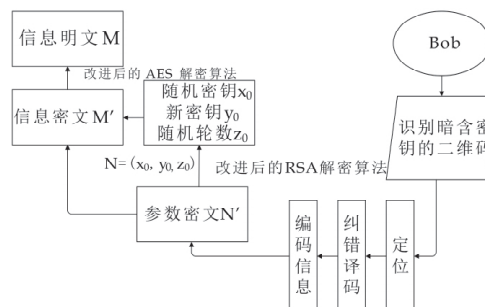 信息明文M
Bob
改进后的 AES 解密算法
信息密文M′
随机密钥x₀
新密钥y₀
随机轮数z₀
识别暗含密
钥的二维码
N=(x₀, y₀, z₀)
改进后的RSA解密算法
参数密文N′
编码信息
纠错译码
定位